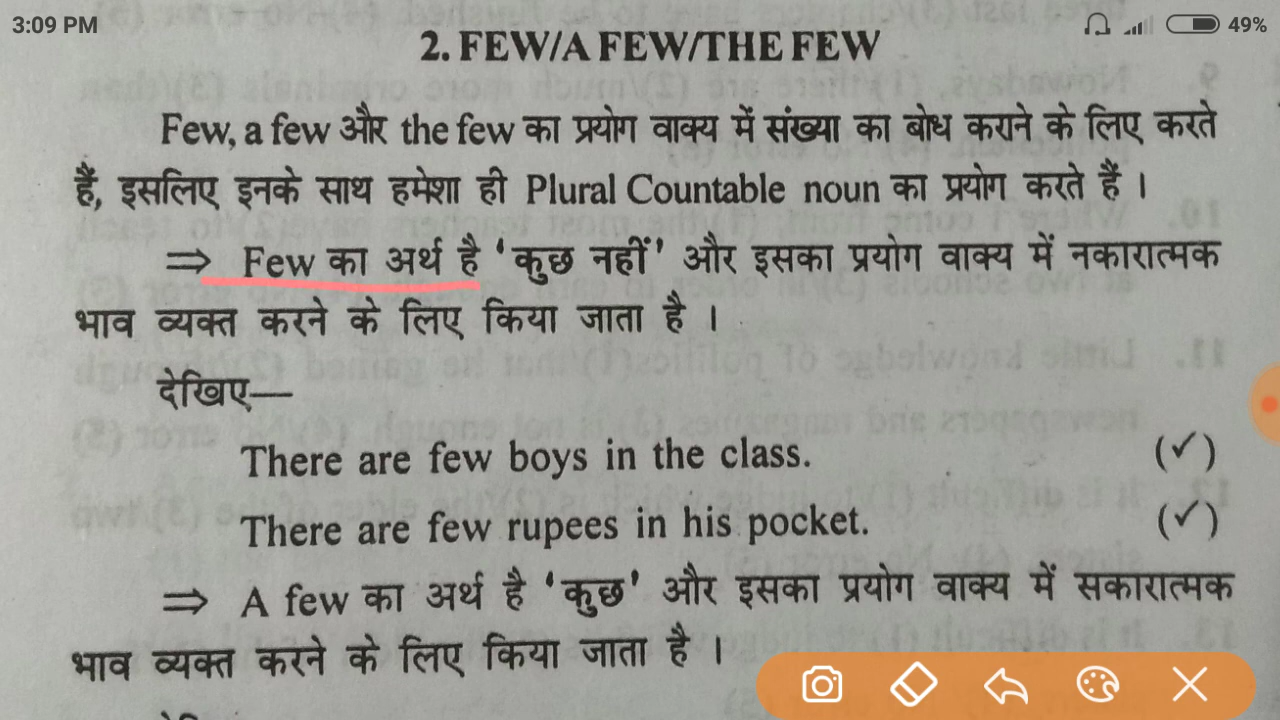 3:09 PM 49%
2. FEW/A FEW/THE FEW
Few, a few और the few का प्रयोग वाक्य में संख्या का बोध कराने के लिए करते
हैं, इसलिए इनके साथ हमेशा ही Plural Countable noun का प्रयोग करते हैं ।
⇒ Few का अर्थ है ‘कुछ नहीं’ और इसका प्रयोग वाक्य में नकारात्मक
भाव व्यक्त करने के लिए किया जाता है ।
देखिए—
There are few boys in the class. (✓)
There are few rupees in his pocket. (✓)
⇒ A few का अर्थ है ‘कुछ’ और इसका प्रयोग वाक्य में सकारात्मक
भाव व्यक्त करने के लिए किया जाता है ।